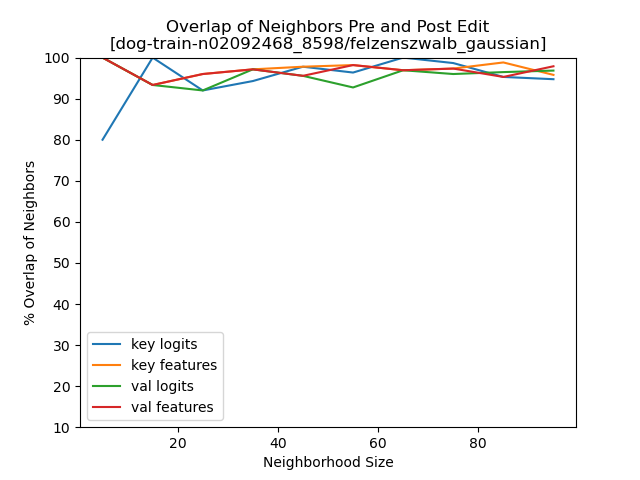 Overlap of Neighbors Pre and Post Edit
[dog-train-n02092468_8598/felzenszwalb_gaussian]
100
90
80
70
60
50
40
30
20
10
% Overlap of Neighbors
key logits
key features
val logits
val features
20 40 60 80
Neighborhood Size